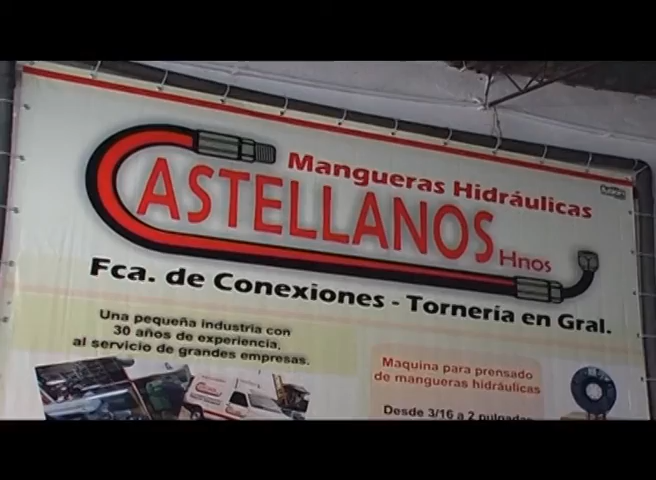 Mangueras Hidráulicas
CASTELLANOS Hnos
Fca. de Conexiones - Tornería en Gral.
Una pequeña industria con
30 años de experiencia,
al servicio de grandes empresas.
Maquina para prensado
de mangueras hidráulicas
Desde 3/16 a 2 pulgadas